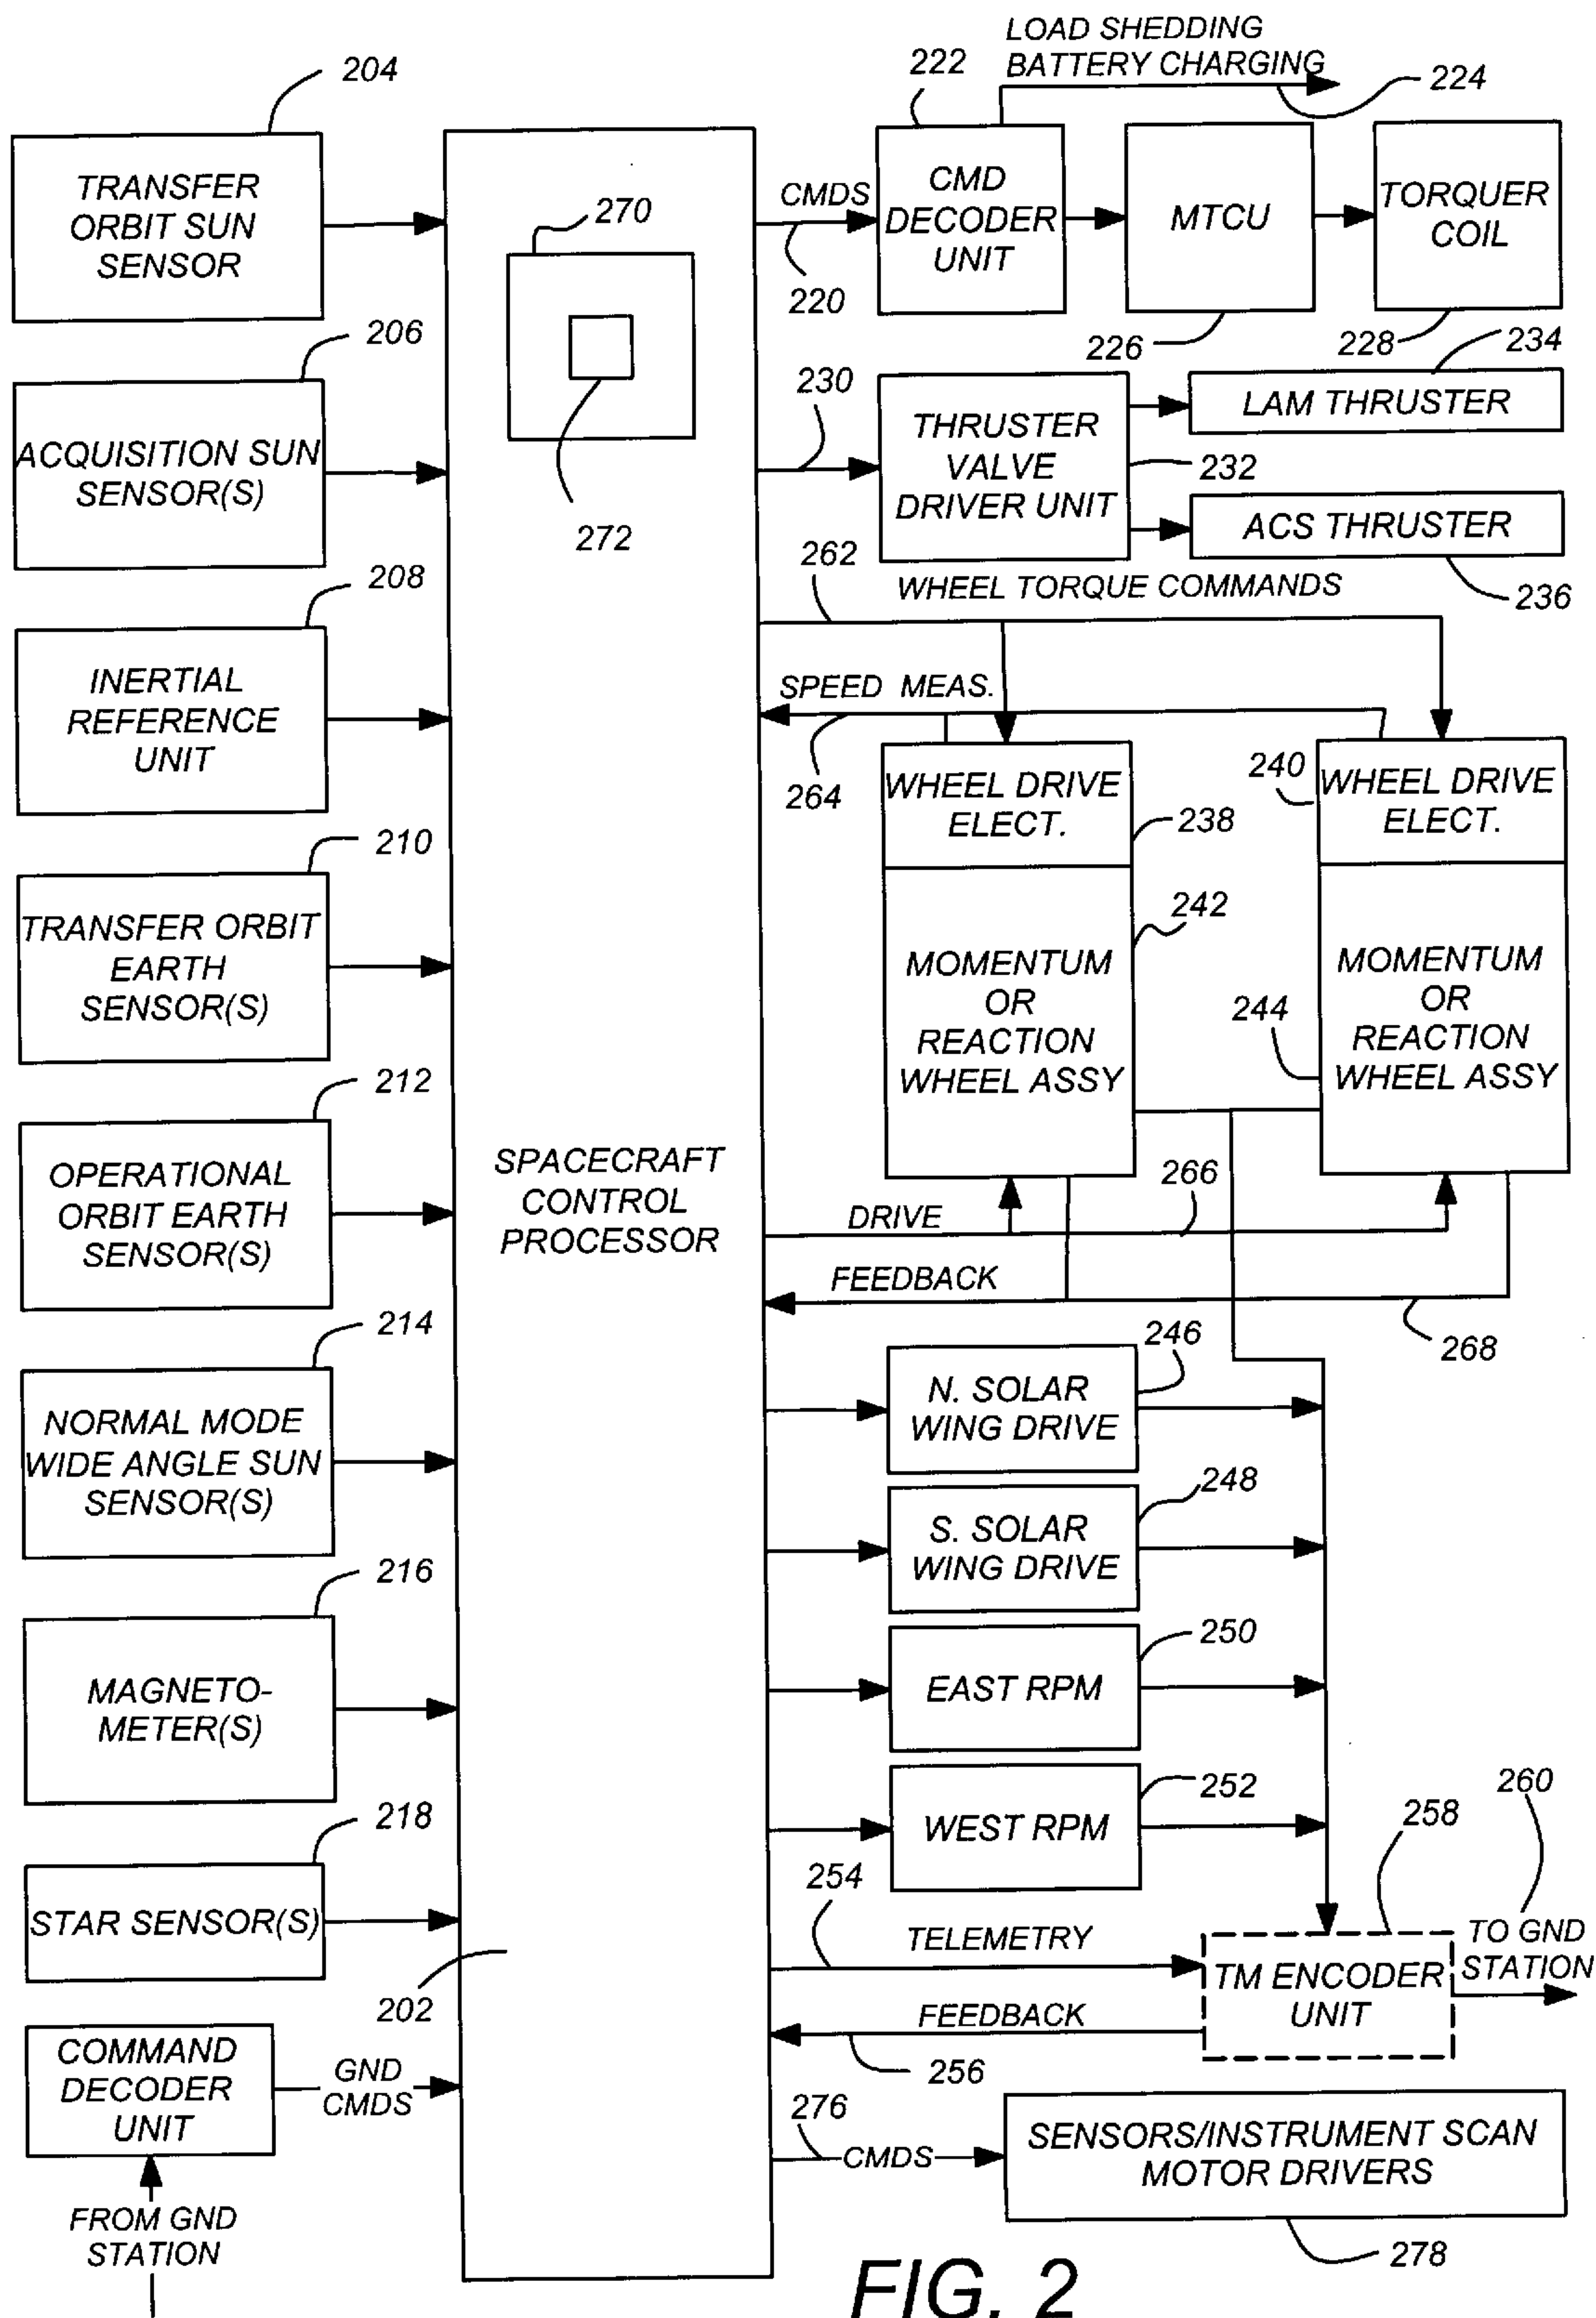 LOAD SHEDDING
BATTERY CHARGING
222
224
204
TRANSFER
ORBIT SUN
SENSOR
270
272
CMDS
220
CMD
DECODER
UNIT
MTCU
226
TORQUER
COIL
228
206
ACQUISITION SUN
SENSOR(S)
230
THRUSTER
VALVE
DRIVER UNIT
232
234
LAM THRUSTER
ACS THRUSTER
236
208
INERTIAL
REFERENCE
UNIT
262
WHEEL TORQUE COMMANDS
SPEED MEAS.
264
WHEEL DRIVE
ELECT.
238
240
WHEEL DRIVE
ELECT.
210
TRANSFER ORBIT
EARTH
SENSOR(S)
242
MOMENTUM
OR
REACTION
WHEEL ASSY
244
MOMENTUM
OR
REACTION
WHEEL ASSY
212
OPERATIONAL
ORBIT EARTH
SENSOR(S)
SPACECRAFT
CONTROL
PROCESSOR
266
DRIVE
FEEDBACK
268
214
NORMAL MODE
WIDE ANGLE SUN
SENSOR(S)
246
N. SOLAR
WING DRIVE
248
S. SOLAR
WING DRIVE
216
MAGNETO-
METER(S)
250
EAST RPM
252
WEST RPM
218
STAR SENSOR(S)
202
254
TELEMETRY
258
260
TM ENCODER
UNIT
TO GND
STATION
FEEDBACK
256
COMMAND
DECODER
UNIT
GND
CMDS
276
CMDS
SENSORS/INSTRUMENT SCAN
MOTOR DRIVERS
278
FROM GND
STATION
FIG. 2